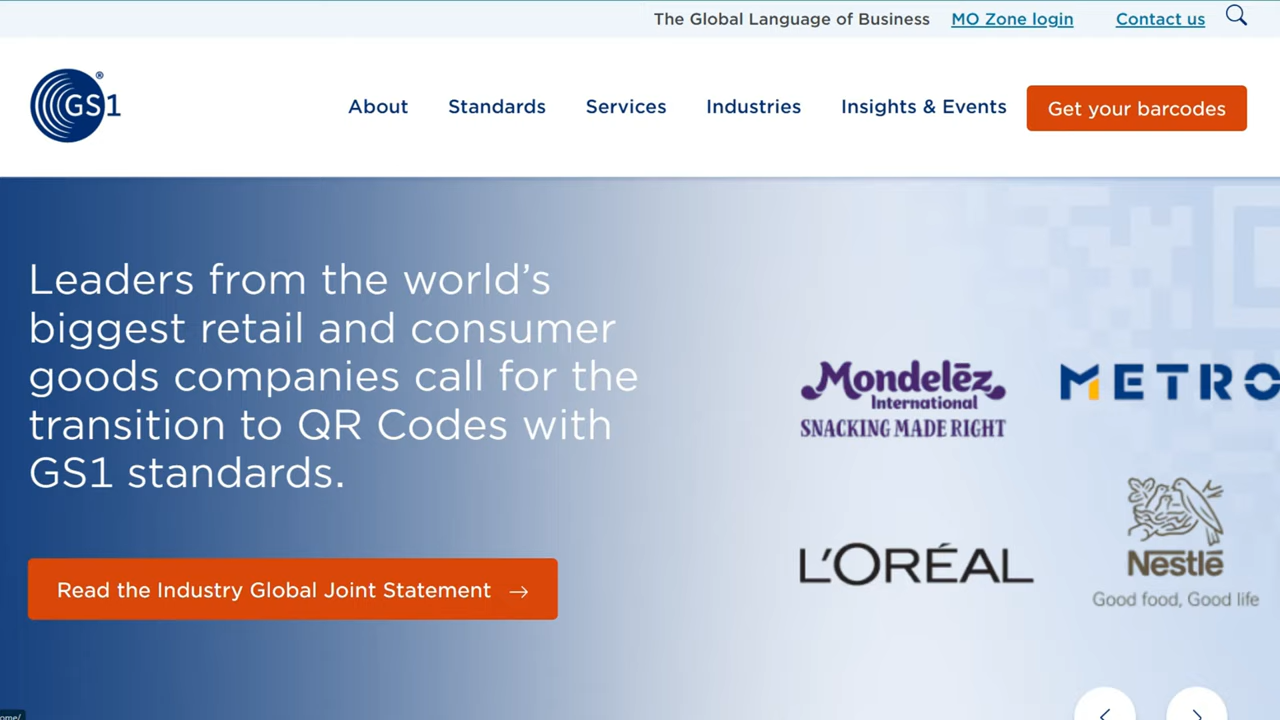 The Global Language of Business MO Zone login Contact us
GS1®
About Standards Services Industries Insights & Events Get your barcodes
Leaders from the world’s
biggest retail and consumer
goods companies call for the
transition to QR Codes with
GS1 standards.
Read the Industry Global Joint Statement →
Mondelēz
International
SNACKING MADE RIGHT
METRO
L'ORÉAL
Nestlé
Good food, Good life
ome/